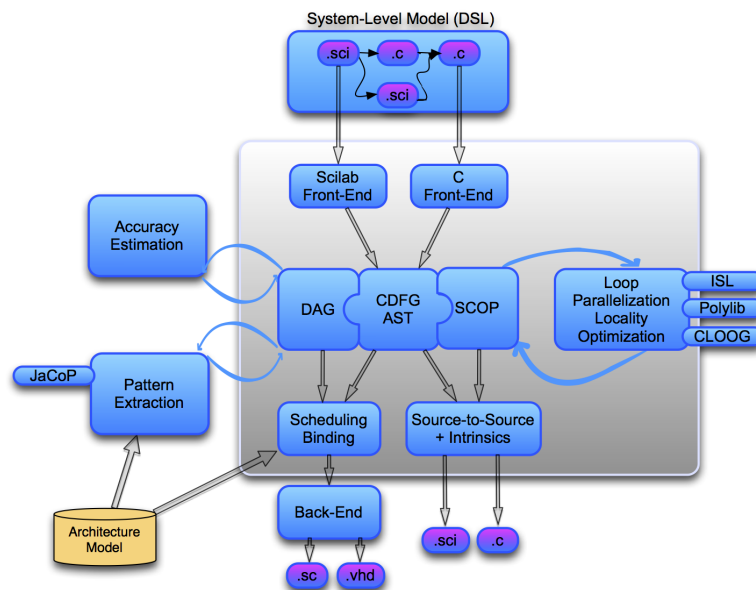 System-Level Model (DSL)
.sci
.c
.c
.sci
Scilab
Front-End
C
Front-End
Accuracy
Estimation
DAG
CDFG
AST
SCOP
Loop
Parallelization
Locality
Optimization
ISL
Polylib
CLOOG
JaCoP
Pattern
Extraction
Scheduling
Binding
Source-to-Source
+ Intrinsics
Architecture
Model
Back-End
.sci
.c
.sc
.vhd